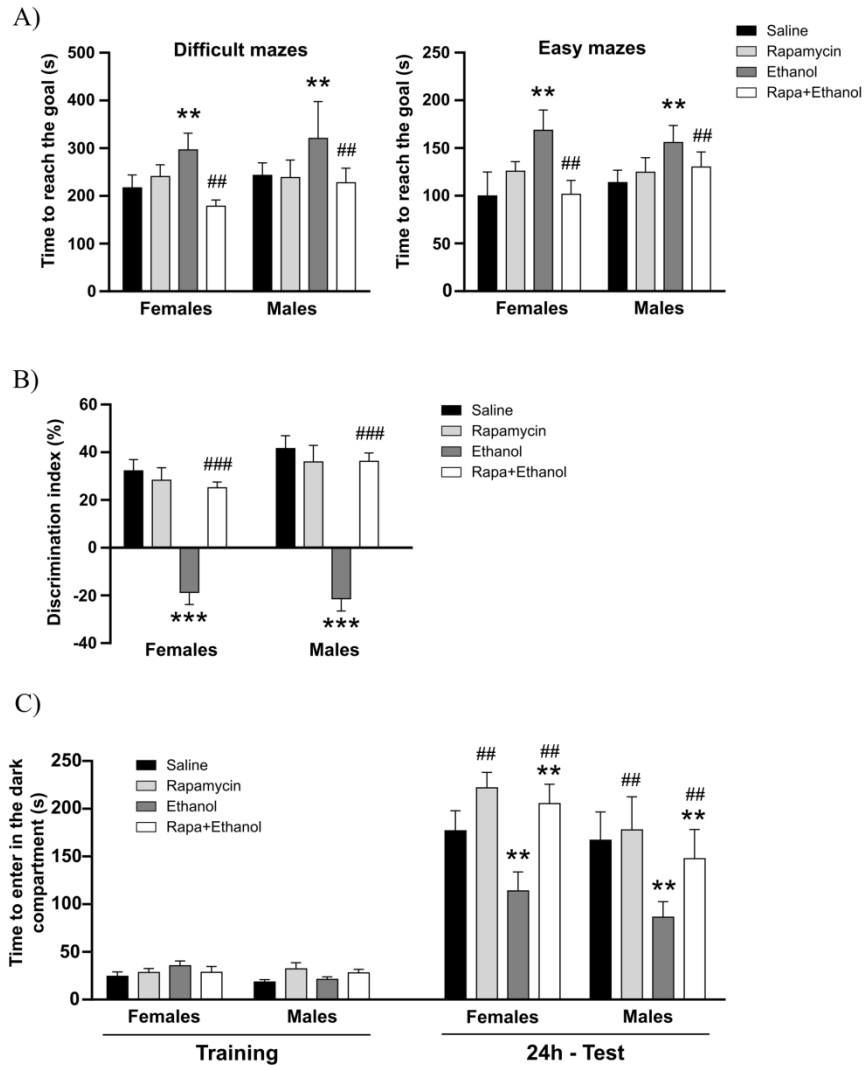 A)
Difficult mazes
Time to reach the goal (s)
500
400
300
200
100
0
**
##
**
##
Females Males
Easy mazes
Time to reach the goal (s)
250
200
150
100
50
0
**
##
**
##
Females Males
Saline
Rapamycin
Ethanol
Rapa+Ethanol
B)
Discrimination index (%)
60
40
20
0
-20
-40
###
***
###
***
Females Males
Saline
Rapamycin
Ethanol
Rapa+Ethanol
C)
Time to enter in the dark
compartment (s)
250
200
150
100
50
0
Saline
Rapamycin
Ethanol
Rapa+Ethanol
##
**
##
**
##
**
##
**
Females Males Females Males
Training 24h - Test